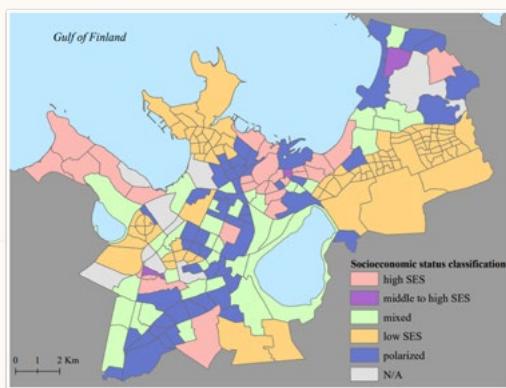 Gulf of Finland
Socioeconomic status classification
high SES
middle to high SES
mixed
low SES
polarized
N/A
0 1 2 Km